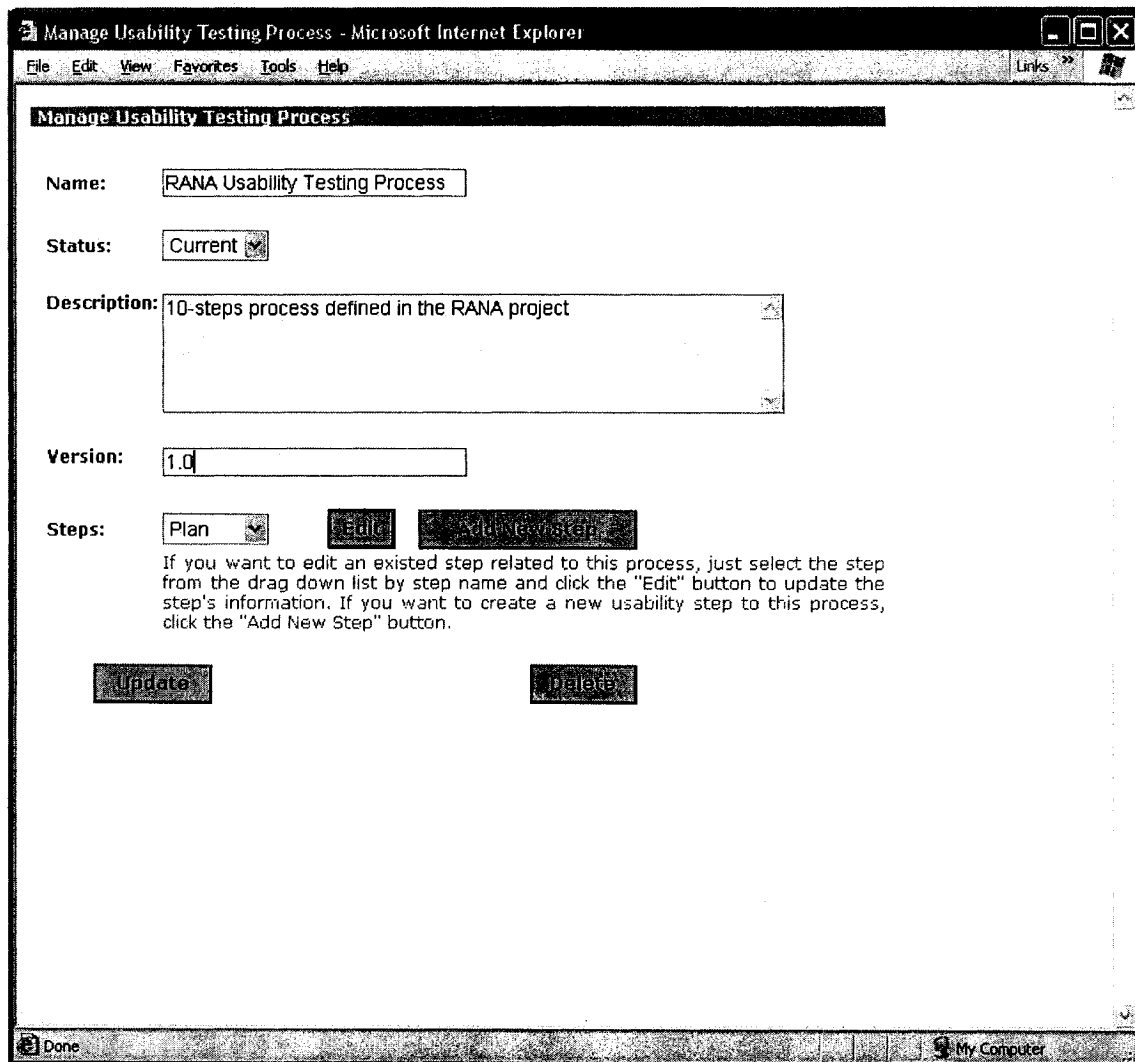 Manage Usability Testing Process - Microsoft Internet Explorer
File Edit View Favorites Tools Help Links »
Manage Usability Testing Process
Name: RANA Usability Testing Process
Status: Current
Description: 10-steps process defined in the RANA project
Version: 1.0
Steps: Plan Edit Add New Step
If you want to edit an existed step related to this process, just select the step
from the drag down list by step name and click the "Edit" button to update the
step's information. If you want to create a new usability step to this process,
click the "Add New Step" button.
Update Delete
Done My Computer